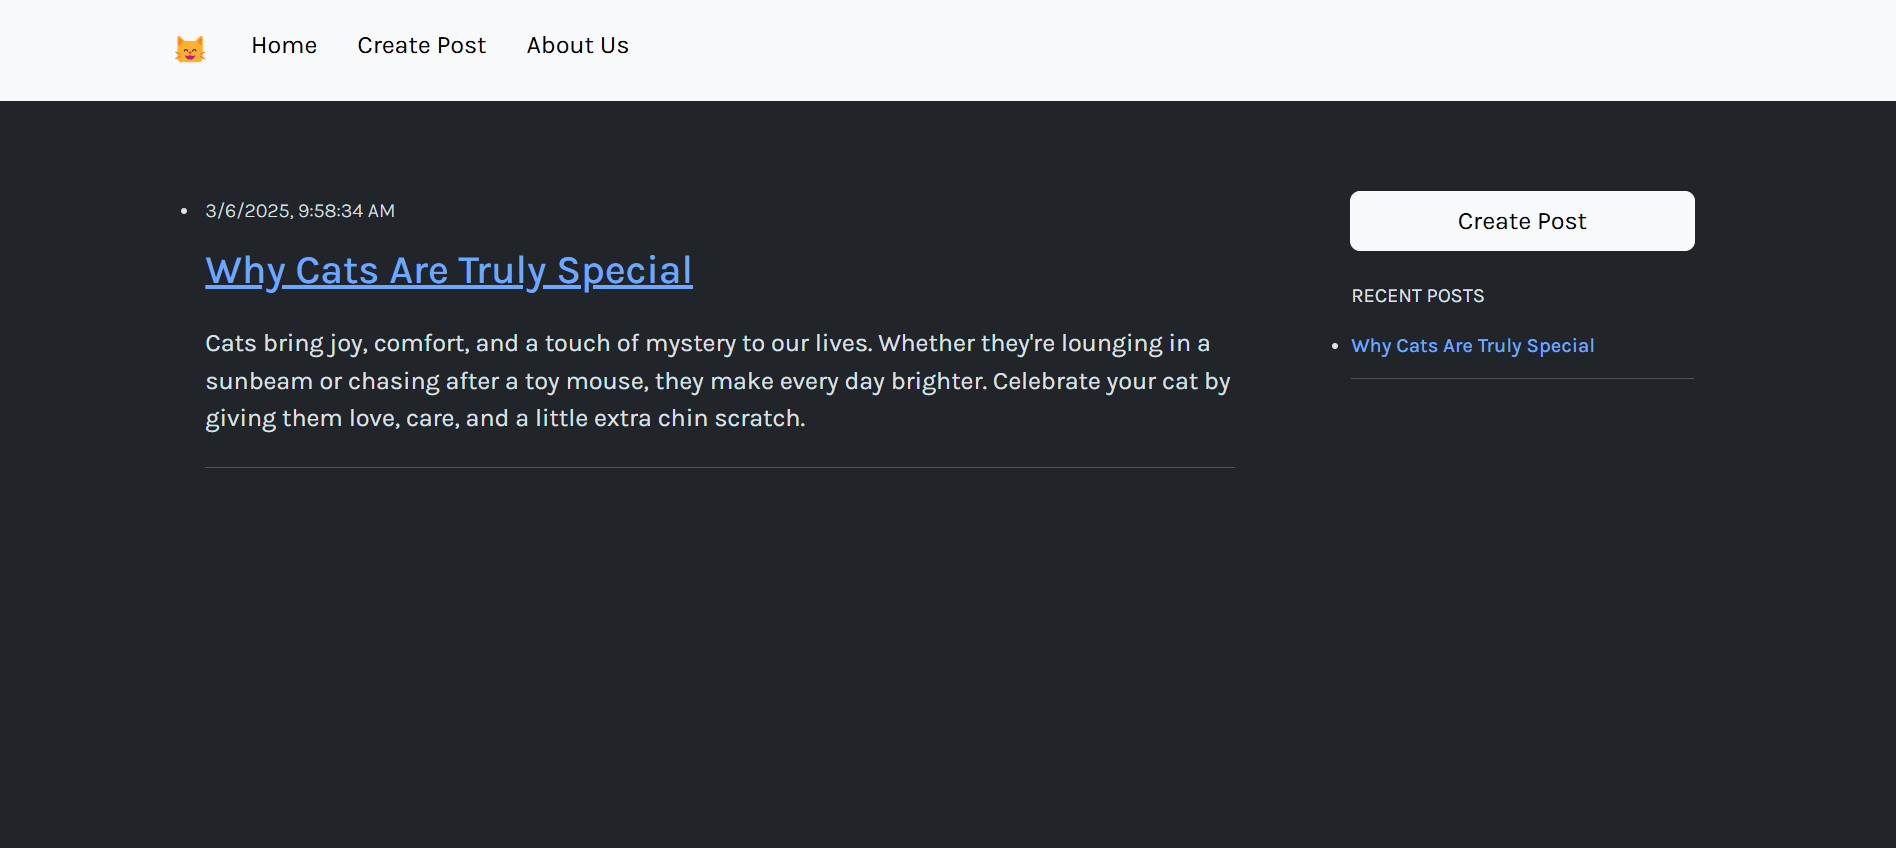 Home Create Post About Us
3/6/2025, 9:58:34 AM
Why Cats Are Truly Special
Cats bring joy, comfort, and a touch of mystery to our lives. Whether they're lounging in a
sunbeam or chasing after a toy mouse, they make every day brighter. Celebrate your cat by
giving them love, care, and a little extra chin scratch.
Create Post
RECENT POSTS
Why Cats Are Truly Special